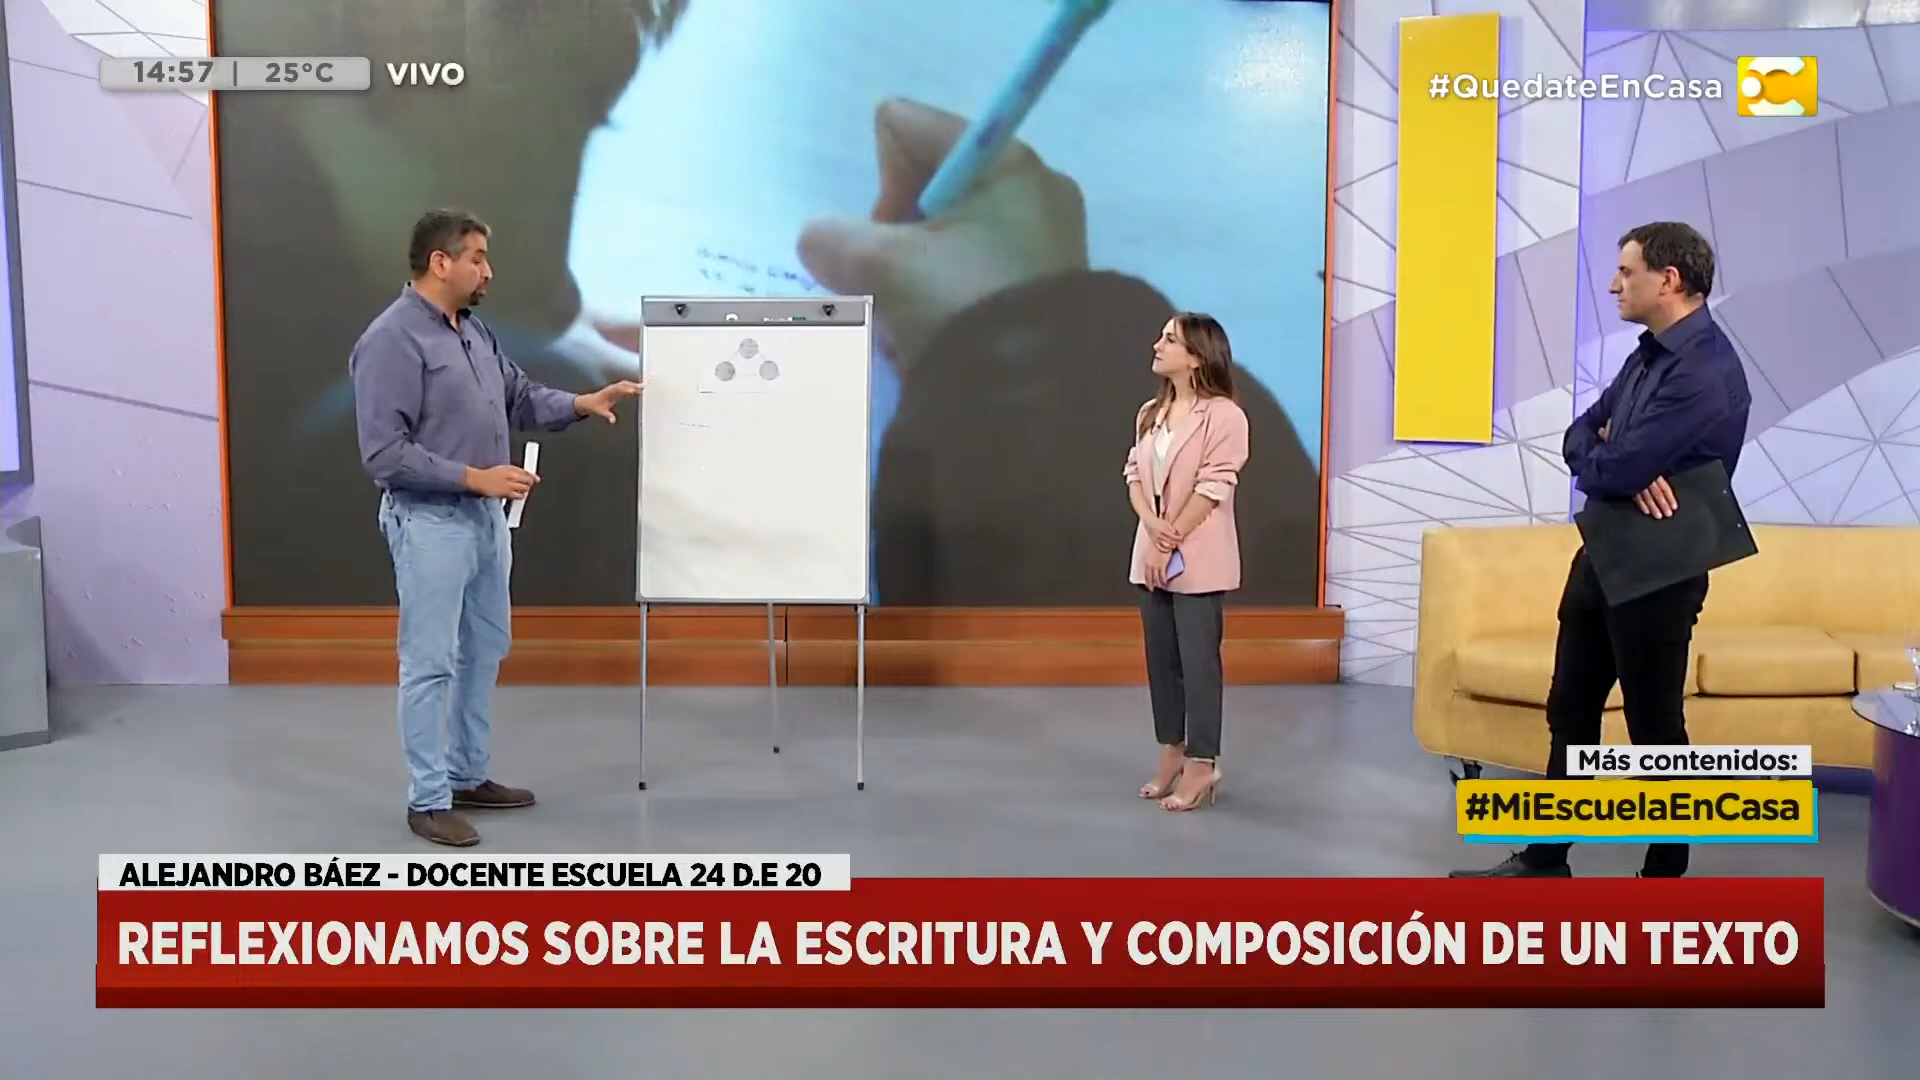 14:57 | 25°C VIVO
#QuedateEnCasa
Más contenidos:
#MiEscuelaEnCasa
ALEJANDRO BÁEZ - DOCENTE ESCUELA 24 D.E 20
REFLEXIONAMOS SOBRE LA ESCRITURA Y COMPOSICIÓN DE UN TEXTO